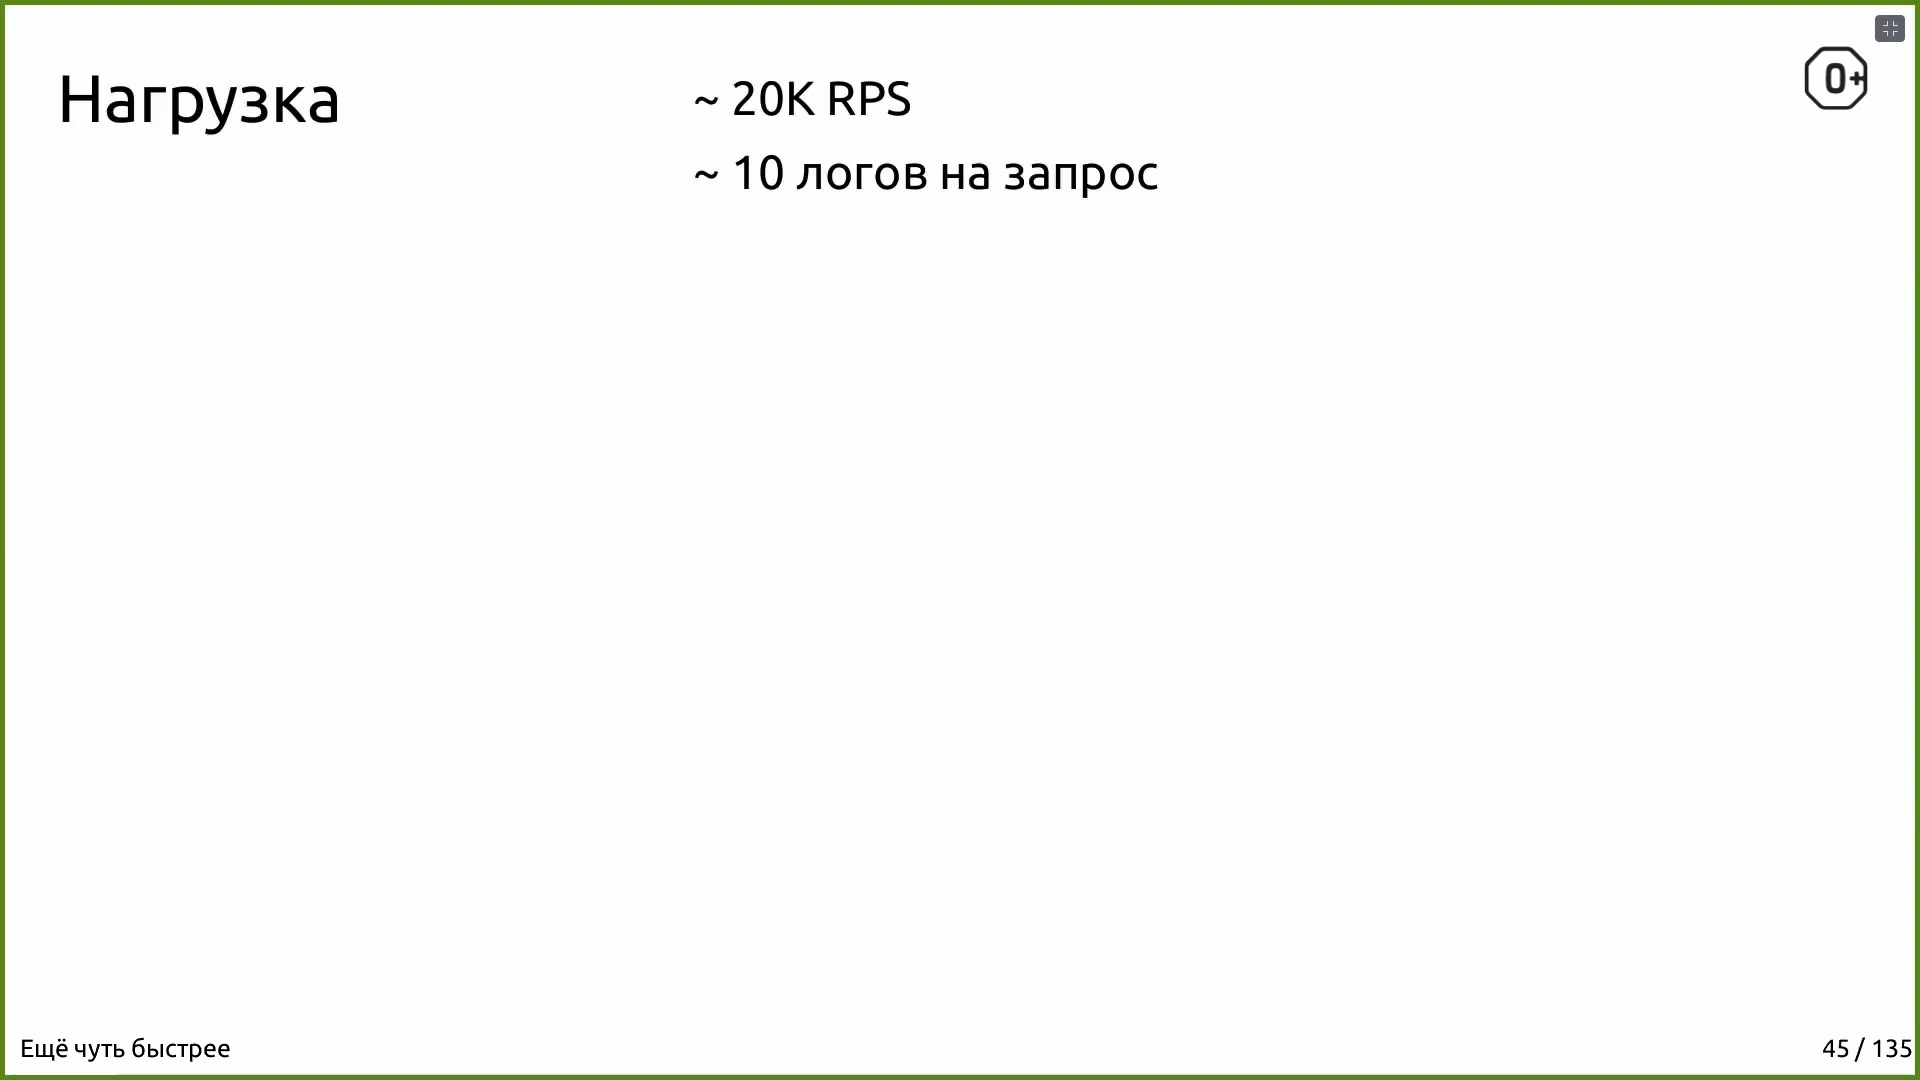 Нагрузка
~ 20K RPS
~ 10 логов на запрос
0+
Ещё чуть быстрее
45 / 135